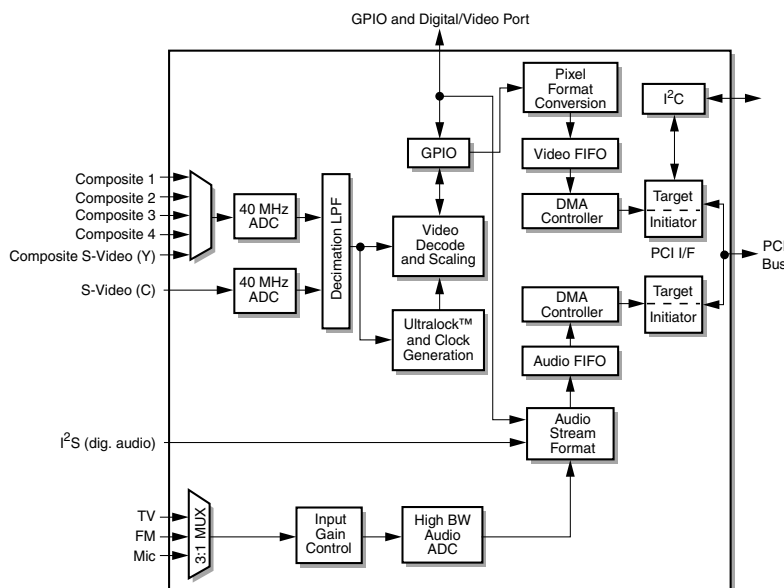 GPIO and Digital/Video Port
Pixel
Format
Conversion
I²C
GPIO
Video FIFO
Composite 1
Composite 2
Composite 3
Composite 4
Composite S-Video (Y)
40 MHz
ADC
Decimation LPF
Video
Decode
and Scaling
DMA
Controller
Target
Initiator
PCI I/F
PCI
Bus
S-Video (C)
40 MHz
ADC
Ultralock™
and Clock
Generation
DMA
Controller
Target
Initiator
Audio FIFO
I²S (dig. audio)
Audio
Stream
Format
TV
FM
Mic
3:1 MUX
Input
Gain
Control
High BW
Audio
ADC